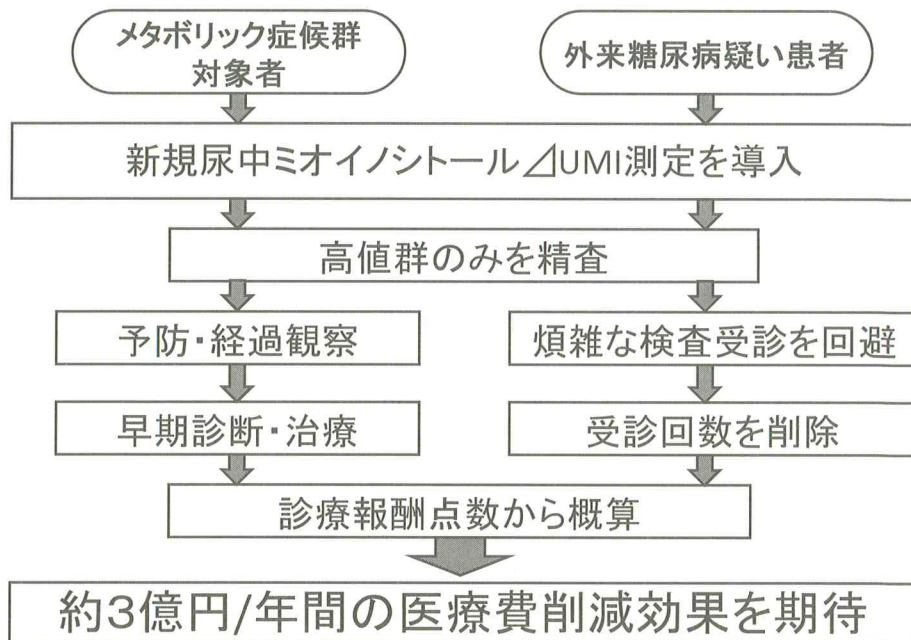 メタボリック症候群
対象者
外来糖尿病疑い患者
新規尿中ミオイノシトール⊿UMI測定を導入
高値群のみを精査
予防・経過観察
煩雑な検査受診を回避
早期診断・治療
受診回数を削除
診療報酬点数から概算
約3億円/年間の医療費削減効果を期待